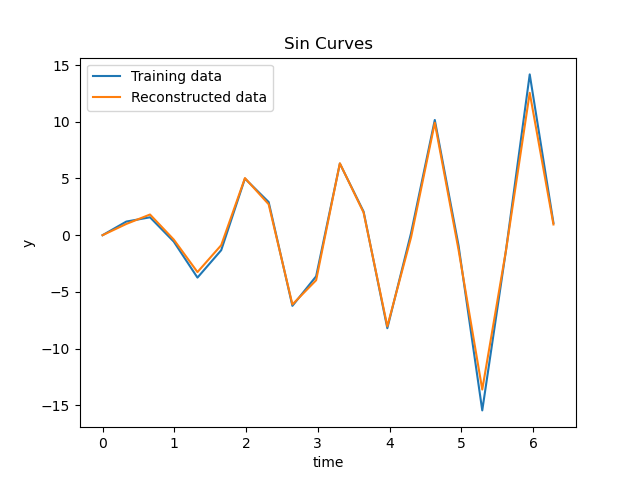 Sin Curves
Training data
Reconstructed data
15
10
5
0
−5
−10
−15
y
0 1 2 3 4 5 6
time